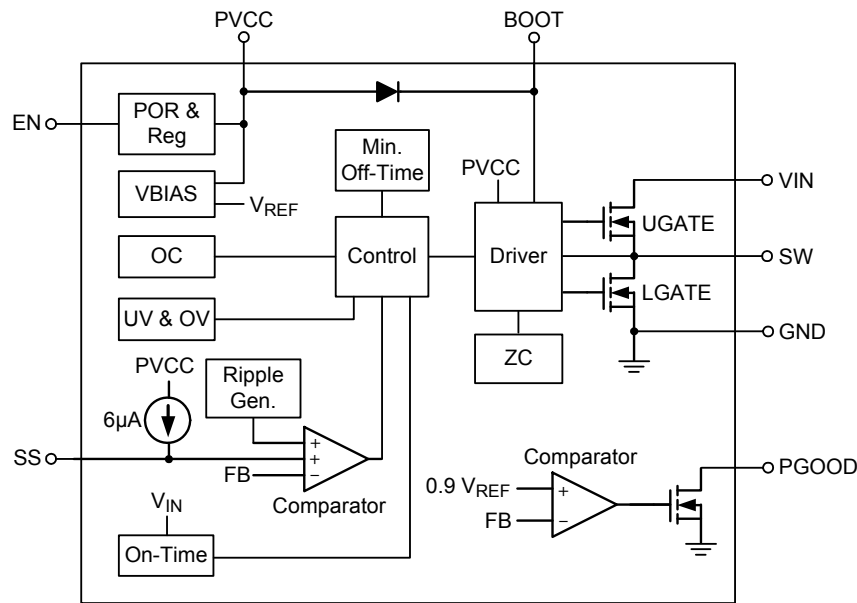 PVCC
BOOT
EN
POR &
Reg
Min.
Off-Time
VBIAS
VREF
PVCC
VIN
UGATE
OC
Control
Driver
SW
LGATE
UV & OV
GND
ZC
PVCC
Ripple
Gen.
6µA
+
SS
+
FB
−
Comparator
Comparator
PGOOD
0.9 VREF
+
FB
−
VIN
On-Time